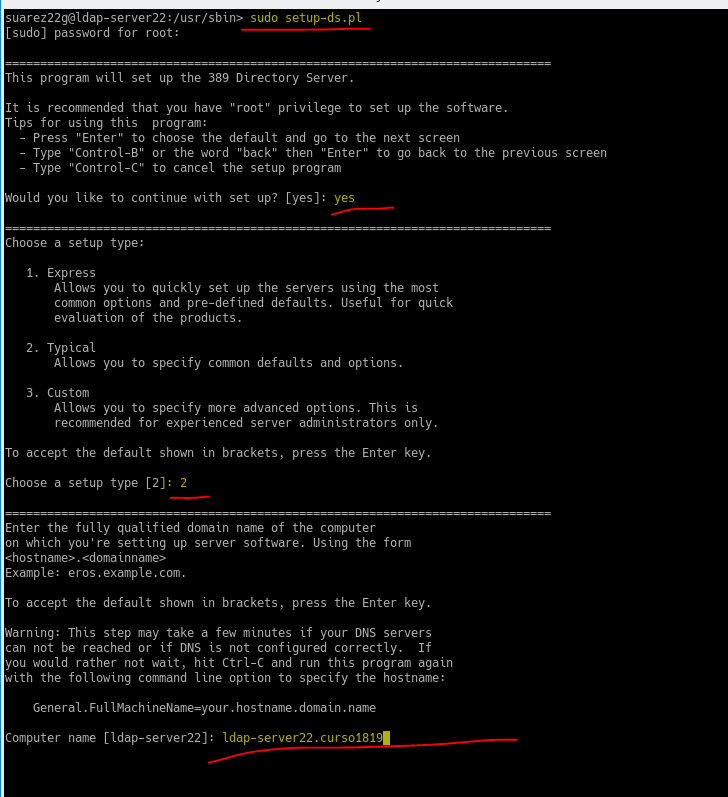 suarez22g@ldap-server22:/usr/sbin> sudo setup-ds.pl
[sudo] password for root:
==============================================================================
This program will set up the 389 Directory Server.
It is recommended that you have "root" privilege to set up the software.
Tips for using this  program:
  - Press "Enter" to choose the default and go to the next screen
  - Type "Control-B" or the word "back" then "Enter" to go back to the previous screen
  - Type "Control-C" to cancel the setup program
Would you like to continue with set up? [yes]: yes
==============================================================================
Choose a setup type:
   1. Express
       Allows you to quickly set up the servers using the most
       common options and pre-defined defaults. Useful for quick
       evaluation of the products.
   2. Typical
       Allows you to specify common defaults and options.
   3. Custom
       Allows you to specify more advanced options. This is
       recommended for experienced server administrators only.
To accept the default shown in brackets, press the Enter key.
Choose a setup type [2]: 2
==============================================================================
Enter the fully qualified domain name of the computer
on which you're setting up server software. Using the form
<hostname>.<domainname>
Example: eros.example.com.
To accept the default shown in brackets, press the Enter key.
Warning: This step may take a few minutes if your DNS servers
can not be reached or if DNS is not configured correctly.  If
you would rather not wait, hit Ctrl-C and run this program again
with the following command line option to specify the hostname:
    General.FullMachineName=your.hostname.domain.name
Computer name [ldap-server22]: ldap-server22.curso1819